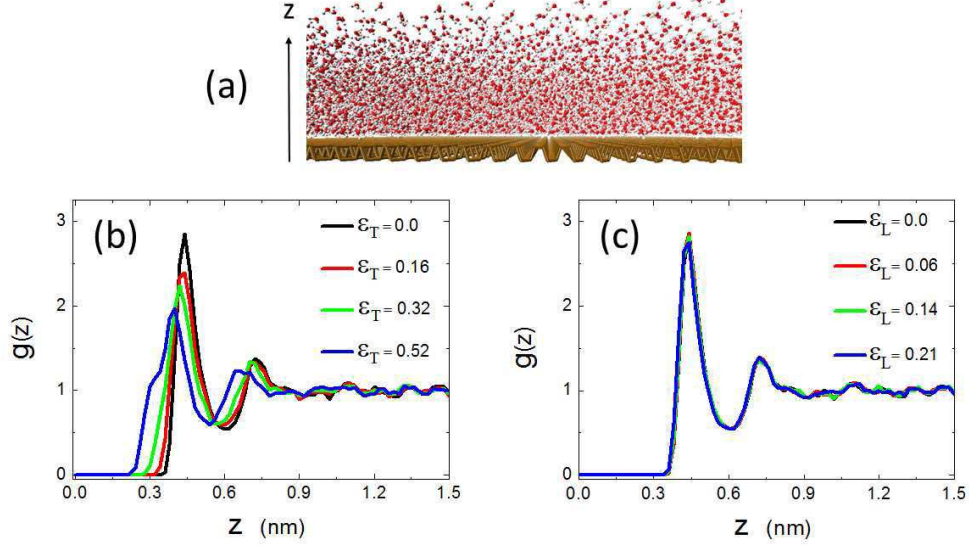 z
(a)
(b)
3
2
1
0
g(z)
εT = 0.0
εT = 0.16
εT = 0.32
εT = 0.52
0.0 0.3 0.6 0.9 1.2 1.5
z (nm)
(c)
3
2
1
0
g(z)
εL = 0.0
εL = 0.06
εL = 0.14
εL = 0.21
0.0 0.3 0.6 0.9 1.2 1.5
z (nm)